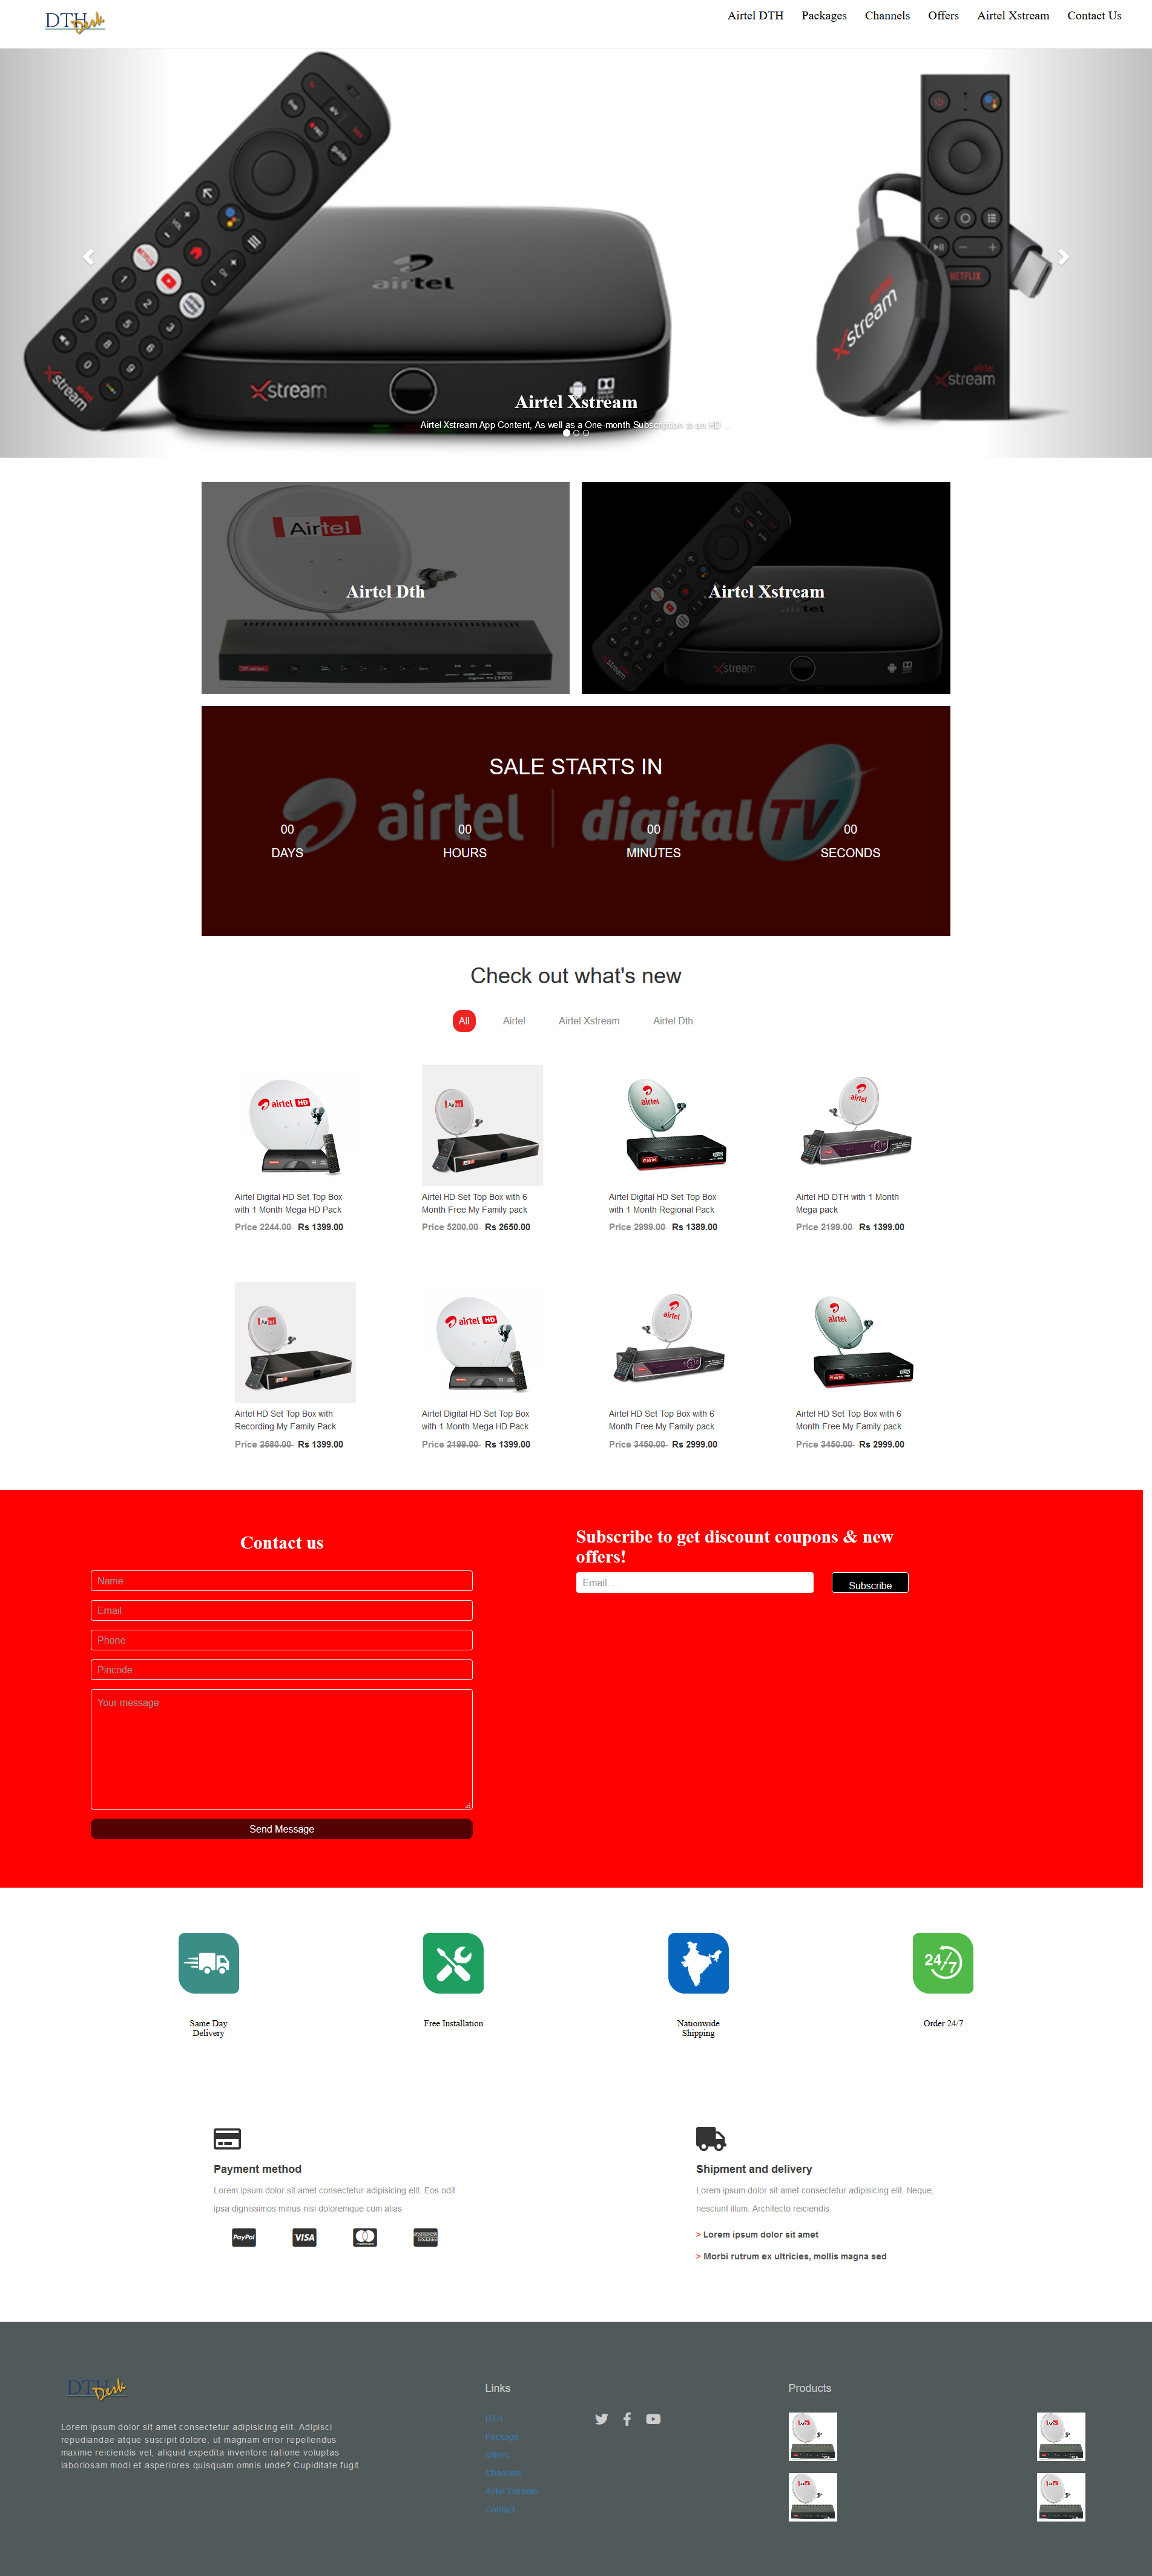 DTH Desk
Airtel DTH Packages Channels Offers Airtel Xstream Contact Us
airtel
Xstream
Airtel Xstream
Airtel Xstream App Content, As well as a One-month Subscription to an HD ...
NETFLIX
airtel Xstream
airtel Xstream
Airtel
Airtel Dth
Airtel Xstream
SALE STARTS IN
airtel digital TV
00 00 00 00
DAYS HOURS MINUTES SECONDS
Check out what's new
All Airtel Airtel Xstream Airtel Dth
airtel HD
Airtel
airtel
airtel
Airtel Digital HD Set Top Box
with 1 Month Mega HD Pack
Price 2244.00 Rs 1399.00
Airtel HD Set Top Box with 6
Month Free My Family pack
Price 5200.00 Rs 2650.00
Airtel Digital HD Set Top Box
with 1 Month Regional Pack
Price 2999.00 Rs 1389.00
Airtel HD DTH with 1 Month
Mega pack
Price 2199.00 Rs 1399.00
Airtel
airtel HD
airtel
airtel
Airtel HD Set Top Box with
Recording My Family Pack
Price 2580.00 Rs 1399.00
Airtel Digital HD Set Top Box
with 1 Month Mega HD Pack
Price 2199.00 Rs 1399.00
Airtel HD Set Top Box with 6
Month Free My Family pack
Price 3450.00 Rs 2999.00
Airtel HD Set Top Box with 6
Month Free My Family pack
Price 3450.00 Rs 2999.00
Contact us
Name
Email
Phone
Pincode
Your message
Send Message
Subscribe to get discount coupons & new
offers!
Email. . .
Subscribe
24/7
Same Day
Delivery
Free Installation
Nationwide
Shipping
Order 24/7
Payment method
Lorem ipsum dolor sit amet consectetur adipisicing elit. Eos odit
ipsa dignissimos minus nisi doloremque cum alias
PayPal VISA
Shipment and delivery
Lorem ipsum dolor sit amet consectetur adipisicing elit. Neque,
nesciunt illum. Architecto reiciendis.
> Lorem ipsum dolor sit amet
> Morbi rutrum ex ultricies, mollis magna sed
DTH Desk
Lorem ipsum dolor sit amet consectetur adipisicing elit. Adipisci
repudiandae atque suscipit dolore, ut magnam error repellendus
maxime reiciendis vel, aliquid expedita inventore ratione voluptas
laboriosam modi et asperiores quisquam omnis unde? Cupiditate fugit.
Links
DTH
Package
Offers
Channels
Airtel Xstream
Contact
Products